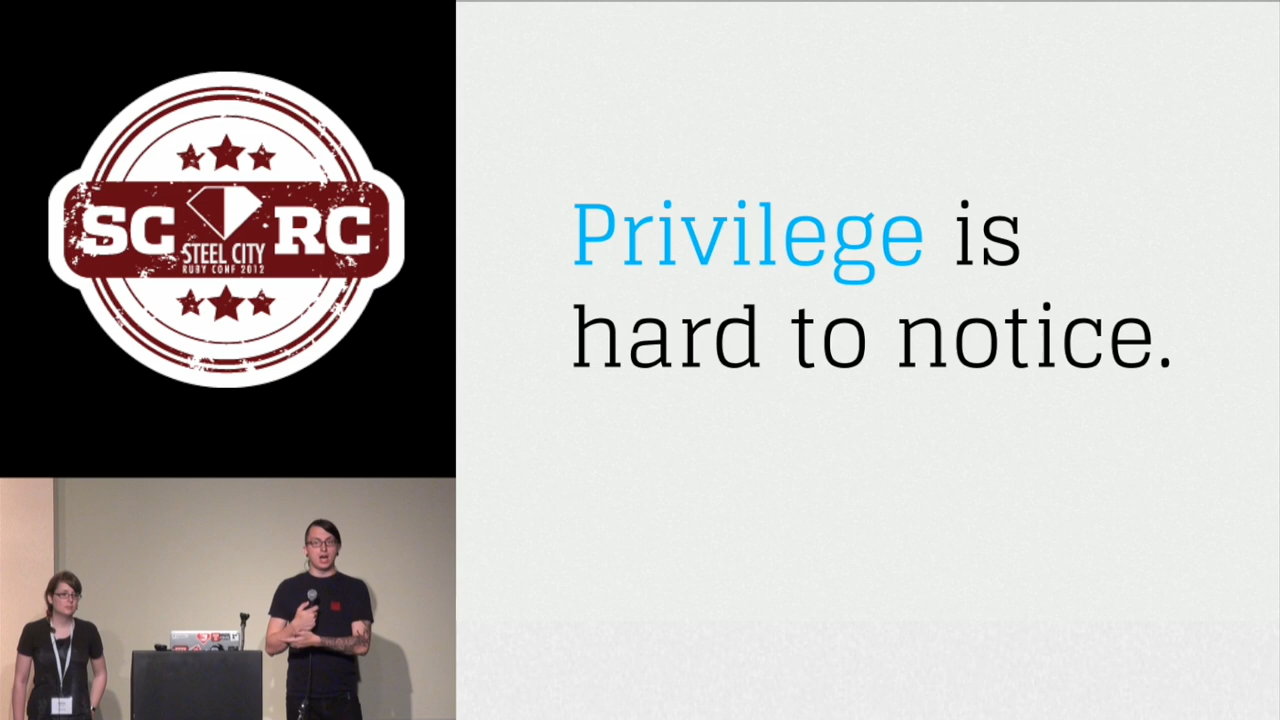 SC RC
STEEL CITY
RUBY CONF 2012
Privilege is
hard to notice.